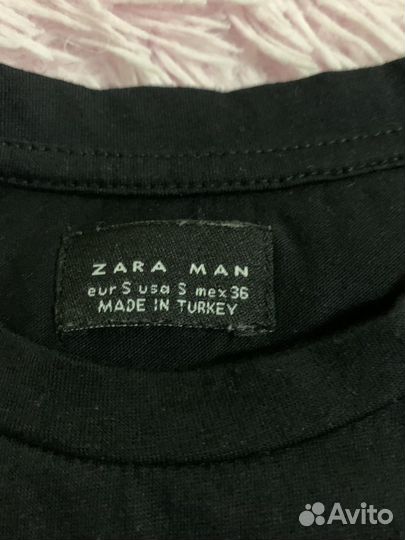 ZARA MAN
eur S usa S mex 36
MADE IN TURKEY
Avito